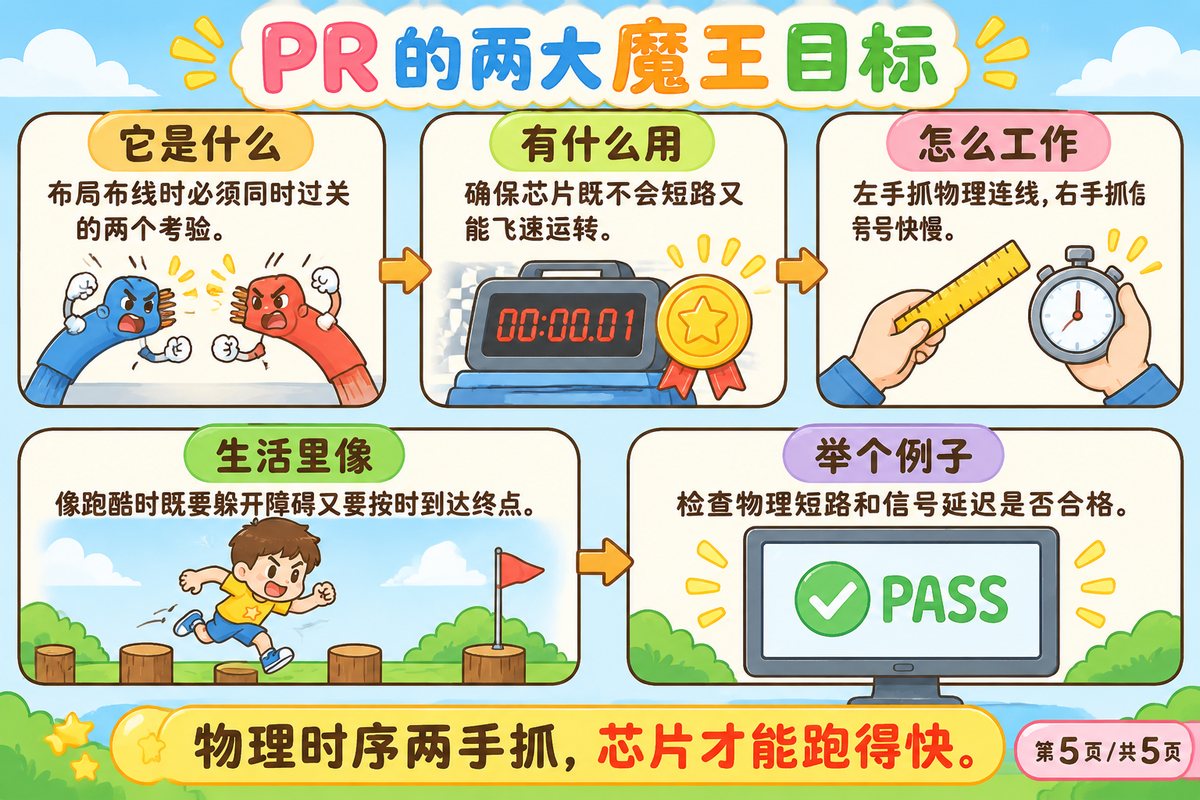 PR的两大魔王目标
它是什么
布局布线时必须同时过关
的两个考验。
有什么用
确保芯片既不会短路又
能飞速运转。
00:00.01
怎么工作
左手抓物理连线,右手抓信
号快慢。
生活里像
像跑酷时既要躲开障碍又要按时到达终点。
举个例子
检查物理短路和信号延迟是否合格。
PASS
物理时序两手抓,芯片才能跑得快。
第5页/共5页